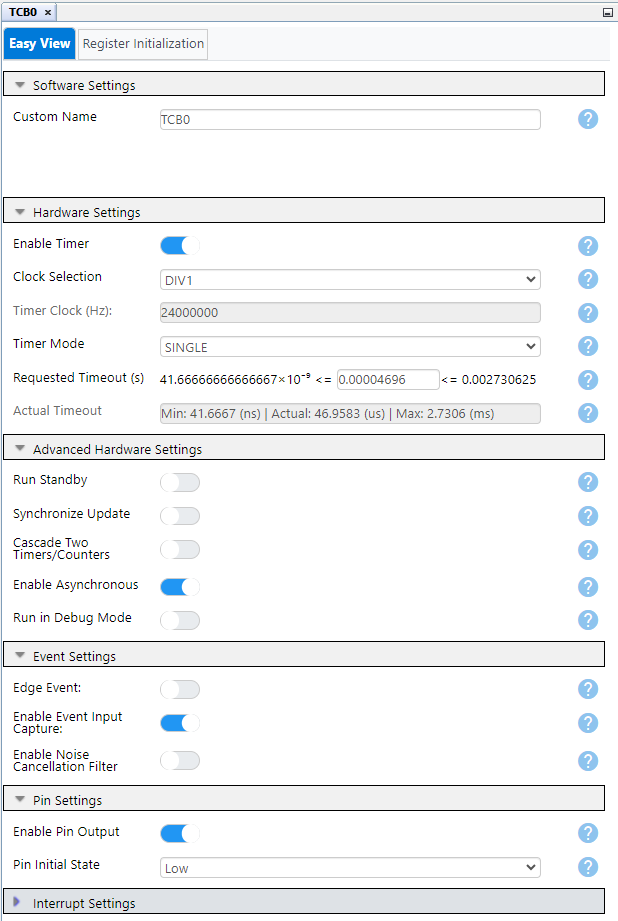 TCB0 ×
Easy View Register Initialization
Software Settings
Custom Name TCB0 ?
Hardware Settings
Enable Timer ?
Clock Selection DIV1 ?
Timer Clock (Hz): 24000000 ?
Timer Mode SINGLE ?
Requested Timeout (s) 41.66666666666667×10⁻⁹ <= 0.00004696 <= 0.002730625 ?
Actual Timeout Min: 41.6667 (ns) | Actual: 46.9583 (us) | Max: 2.7306 (ms) ?
Advanced Hardware Settings
Run Standby ?
Synchronize Update ?
Cascade Two
Timers/Counters ?
Enable Asynchronous ?
Run in Debug Mode ?
Event Settings
Edge Event: ?
Enable Event Input
Capture: ?
Enable Noise
Cancellation Filter ?
Pin Settings
Enable Pin Output ?
Pin Initial State Low ?
Interrupt Settings